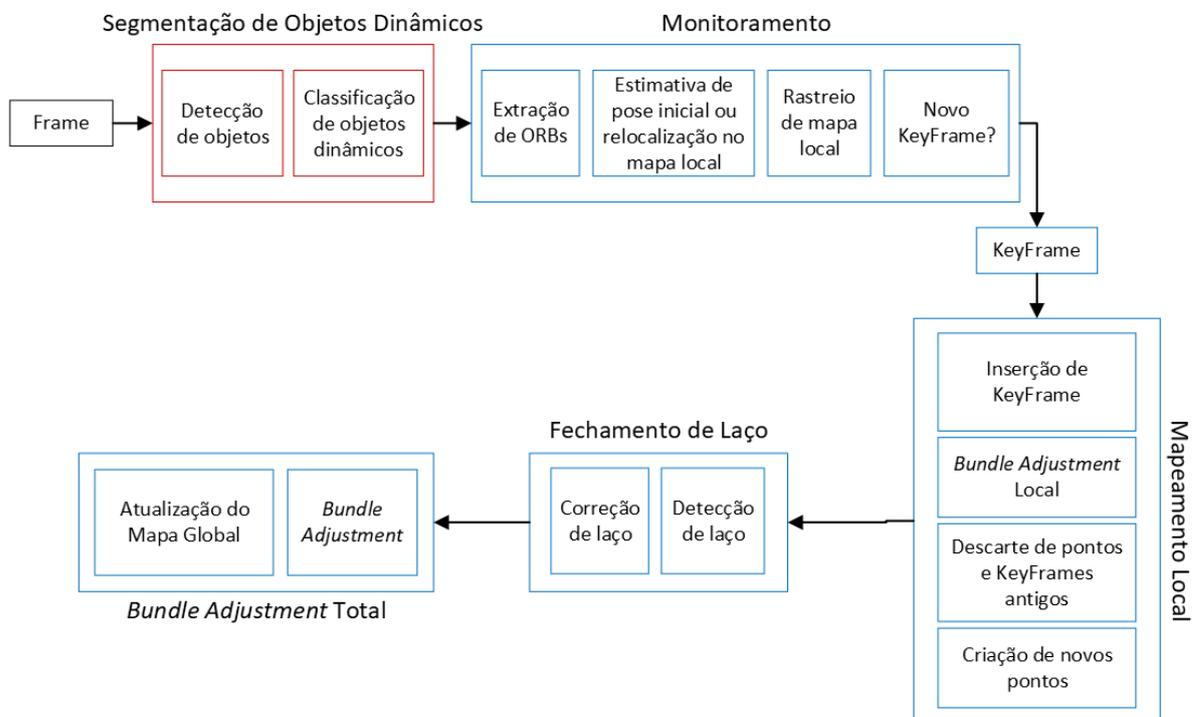 Segmentação de Objetos Dinâmicos
Monitoramento
Frame
Detecção
de objetos
Classificação
de objetos
dinâmicos
Extração
de ORBs
Estimativa de
pose inicial ou
relocalização no
mapa local
Rastreio
de mapa
local
Novo
KeyFrame?
KeyFrame
Mapeamento Local
Inserção de
KeyFrame
Bundle Adjustment
Local
Descarte de pontos
e KeyFrames
antigos
Criação de novos
pontos
Fechamento de Laço
Correção
de laço
Detecção
de laço
Atualização do
Mapa Global
Bundle
Adjustment
Bundle Adjustment Total